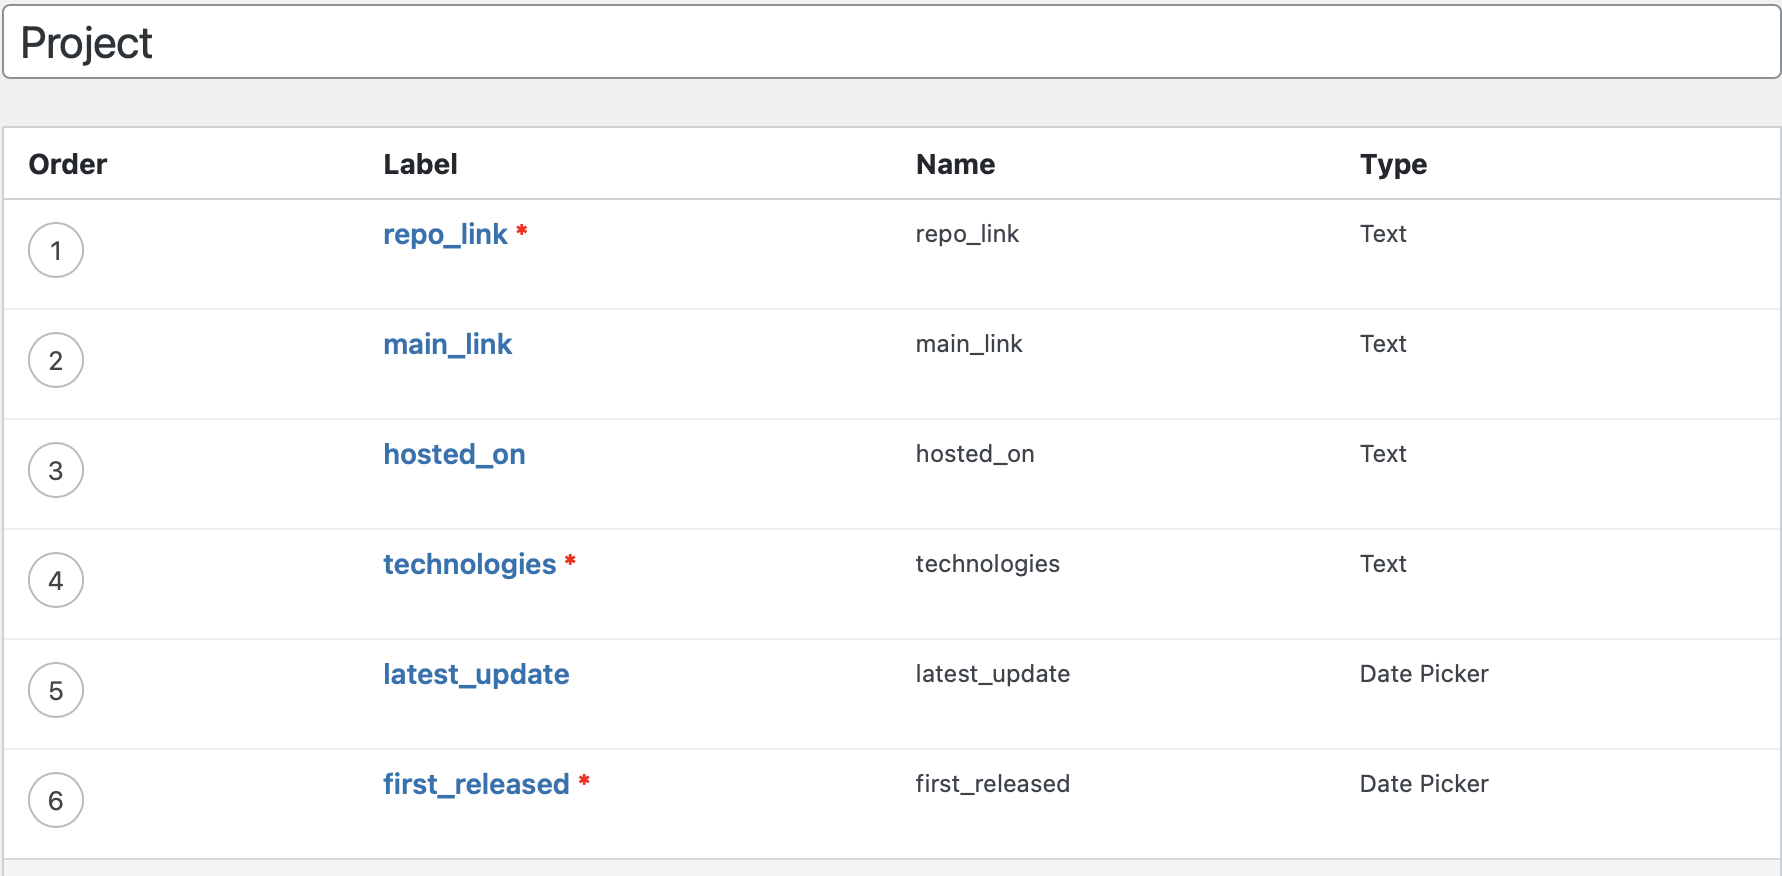 Project
Order Label Name Type
1 repo_link * repo_link Text
2 main_link main_link Text
3 hosted_on hosted_on Text
4 technologies * technologies Text
5 latest_update latest_update Date Picker
6 first_released * first_released Date Picker